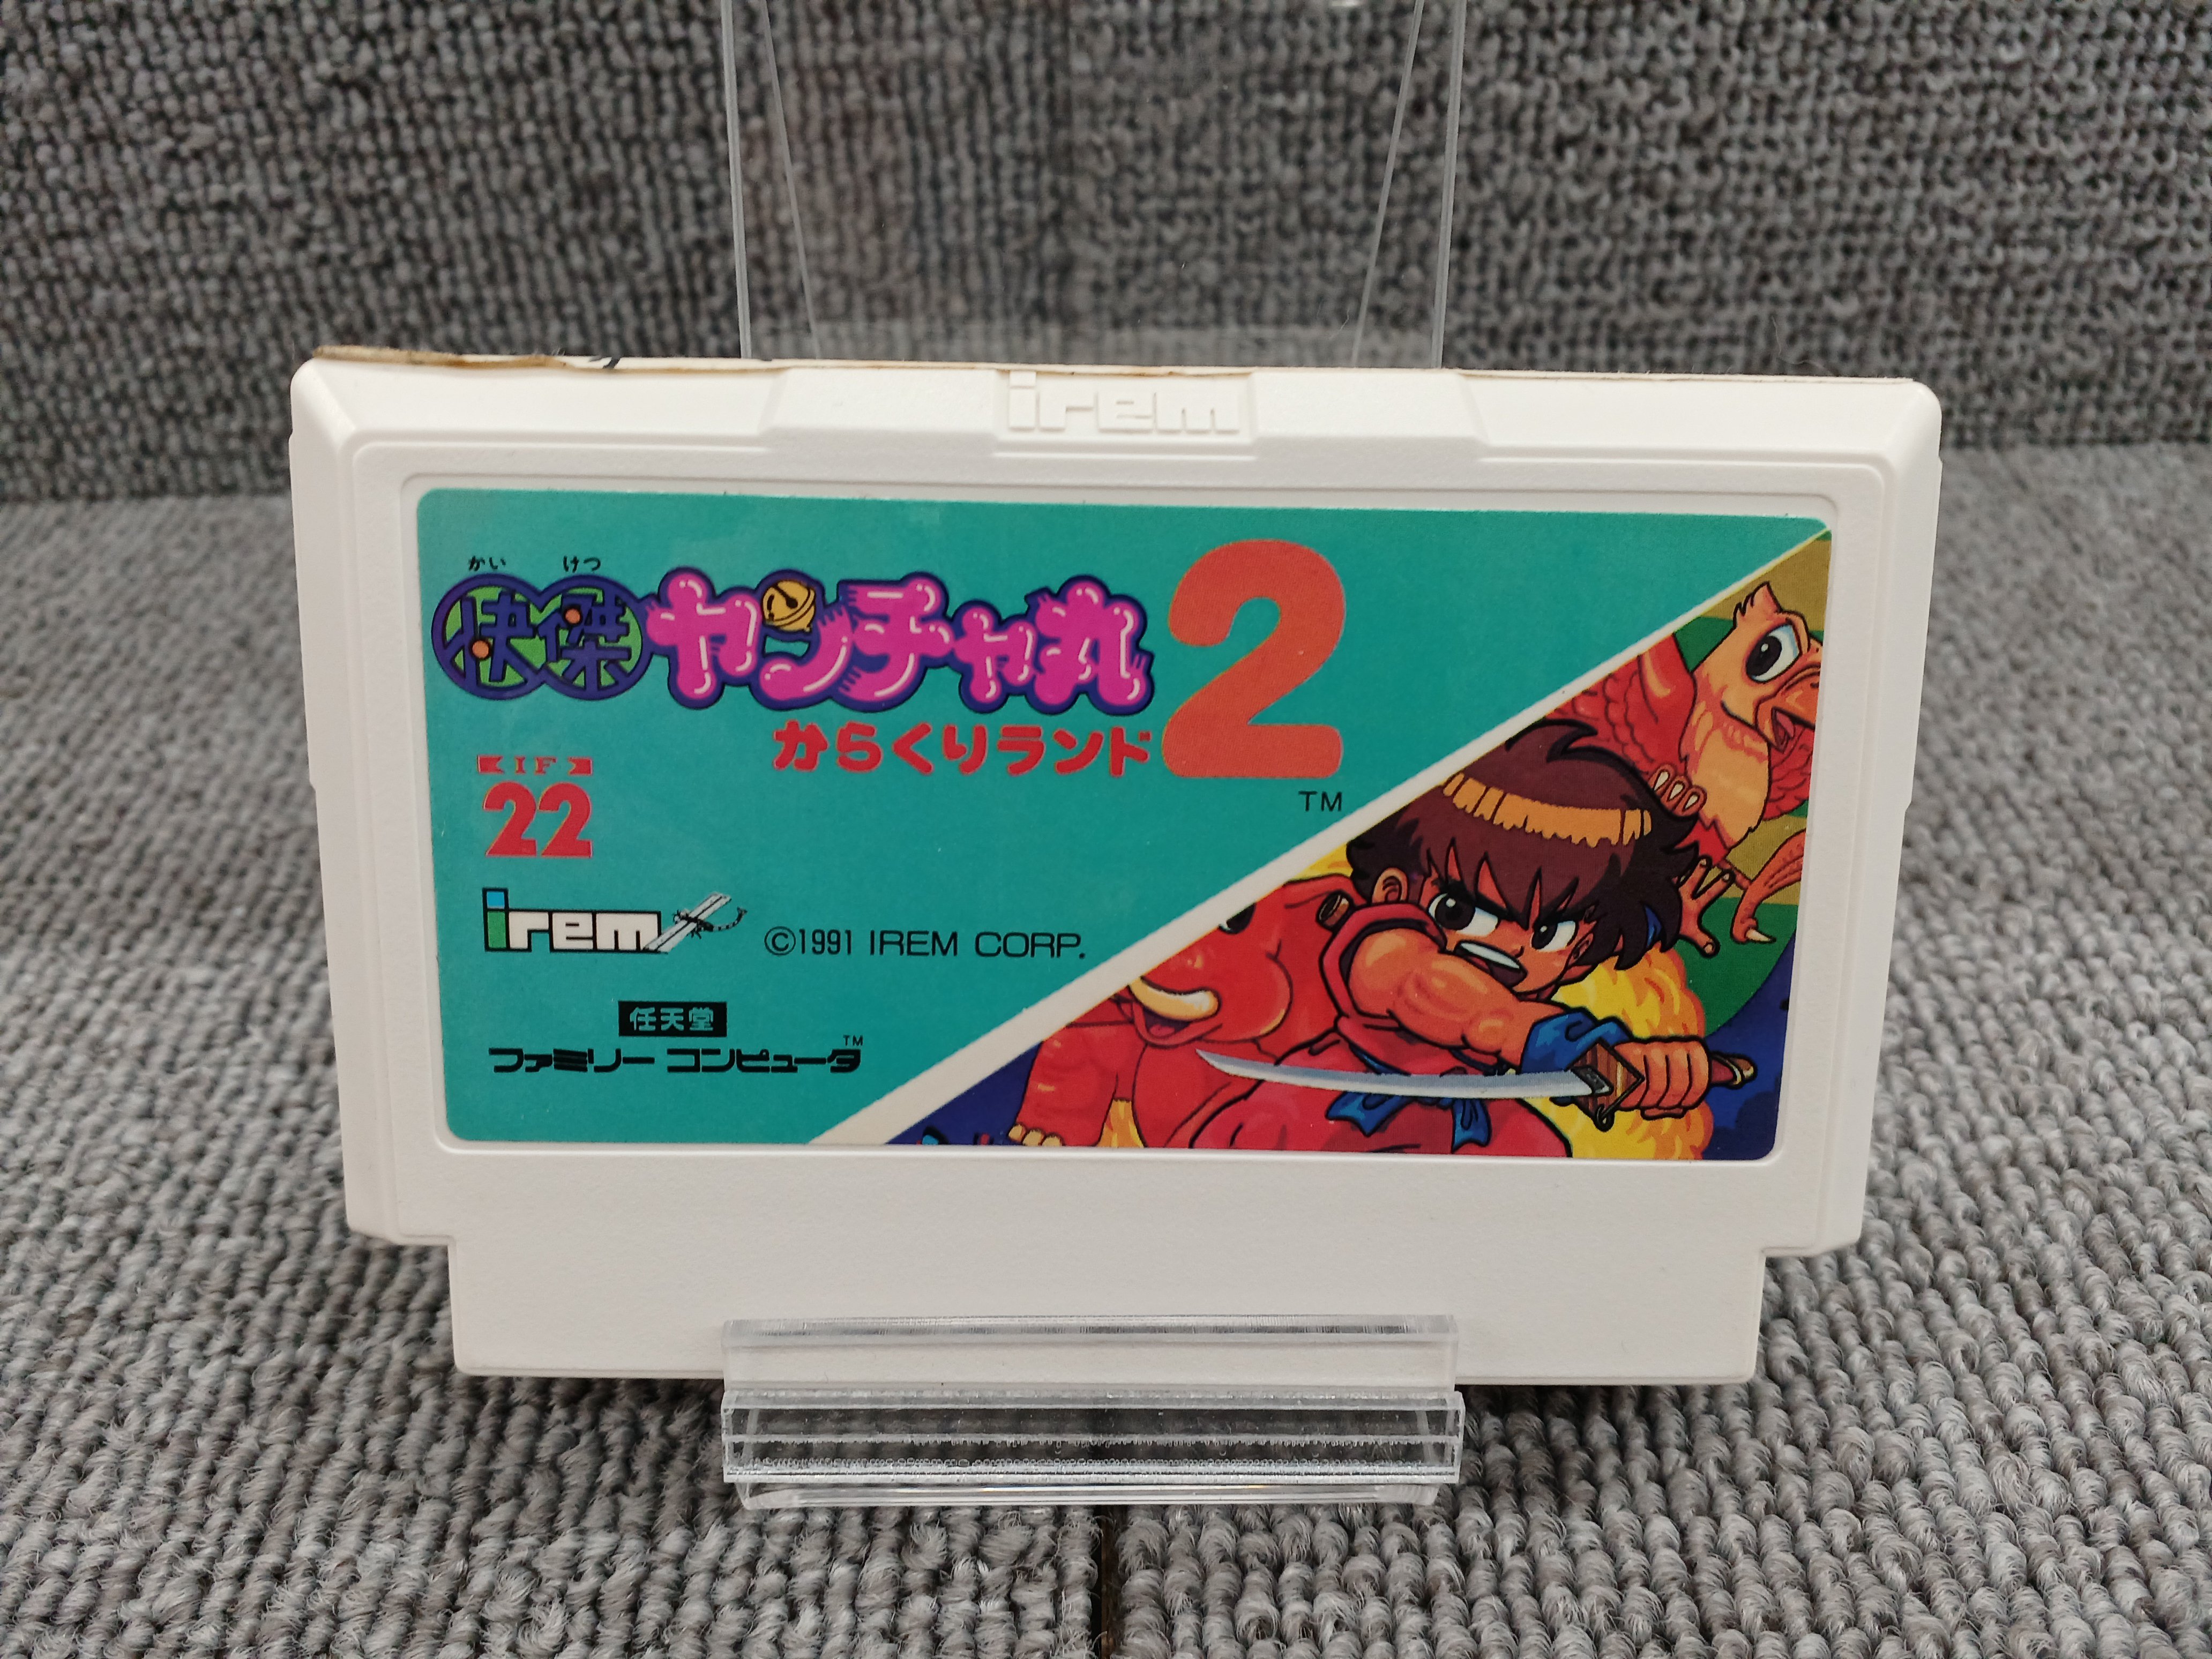 irem
かい けつ
快傑ヤンチャ丸2
からくりランド
TM
IF
22
irem
©1991 IREM CORP.
任天堂
ファミリー コンピュータ TM